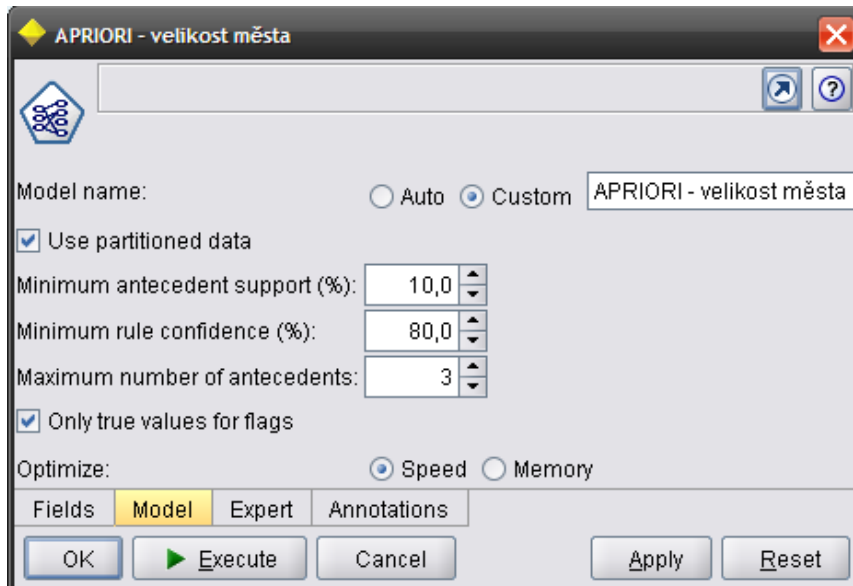 APRIORI - velikost města
Model name: Auto Custom APRIORI - velikost města
Use partitioned data
Minimum antecedent support (%): 10,0
Minimum rule confidence (%): 80,0
Maximum number of antecedents: 3
Only true values for flags
Optimize: Speed Memory
Fields Model Expert Annotations
OK Execute Cancel Apply Reset